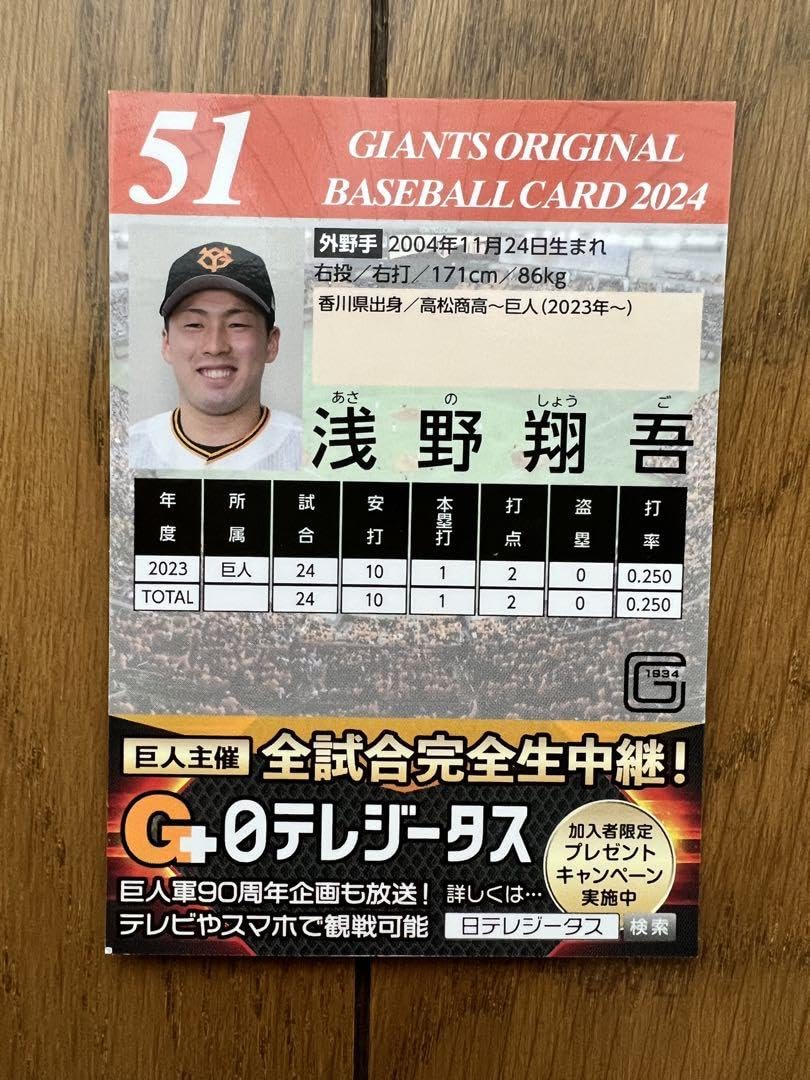 51
GIANTS ORIGINAL
BASEBALL CARD 2024
外野手 2004年11月24日生まれ
右投／右打／171cm／86kg
香川県出身／高松商高〜巨人（2023年〜）
あさ の しょう ご
浅野翔吾
年度 所属 試合 安打 本塁打 打点 盗塁 打率
2023 巨人 24 10 1 2 0 0.250
TOTAL 24 10 1 2 0 0.250
G 1934
巨人主催 全試合完全生中継！
G+日テレジータス
加入者限定
プレゼント
キャンペーン
実施中
巨人軍90周年企画も放送！ 詳しくは…
テレビやスマホで観戦可能 日テレジータス 検索